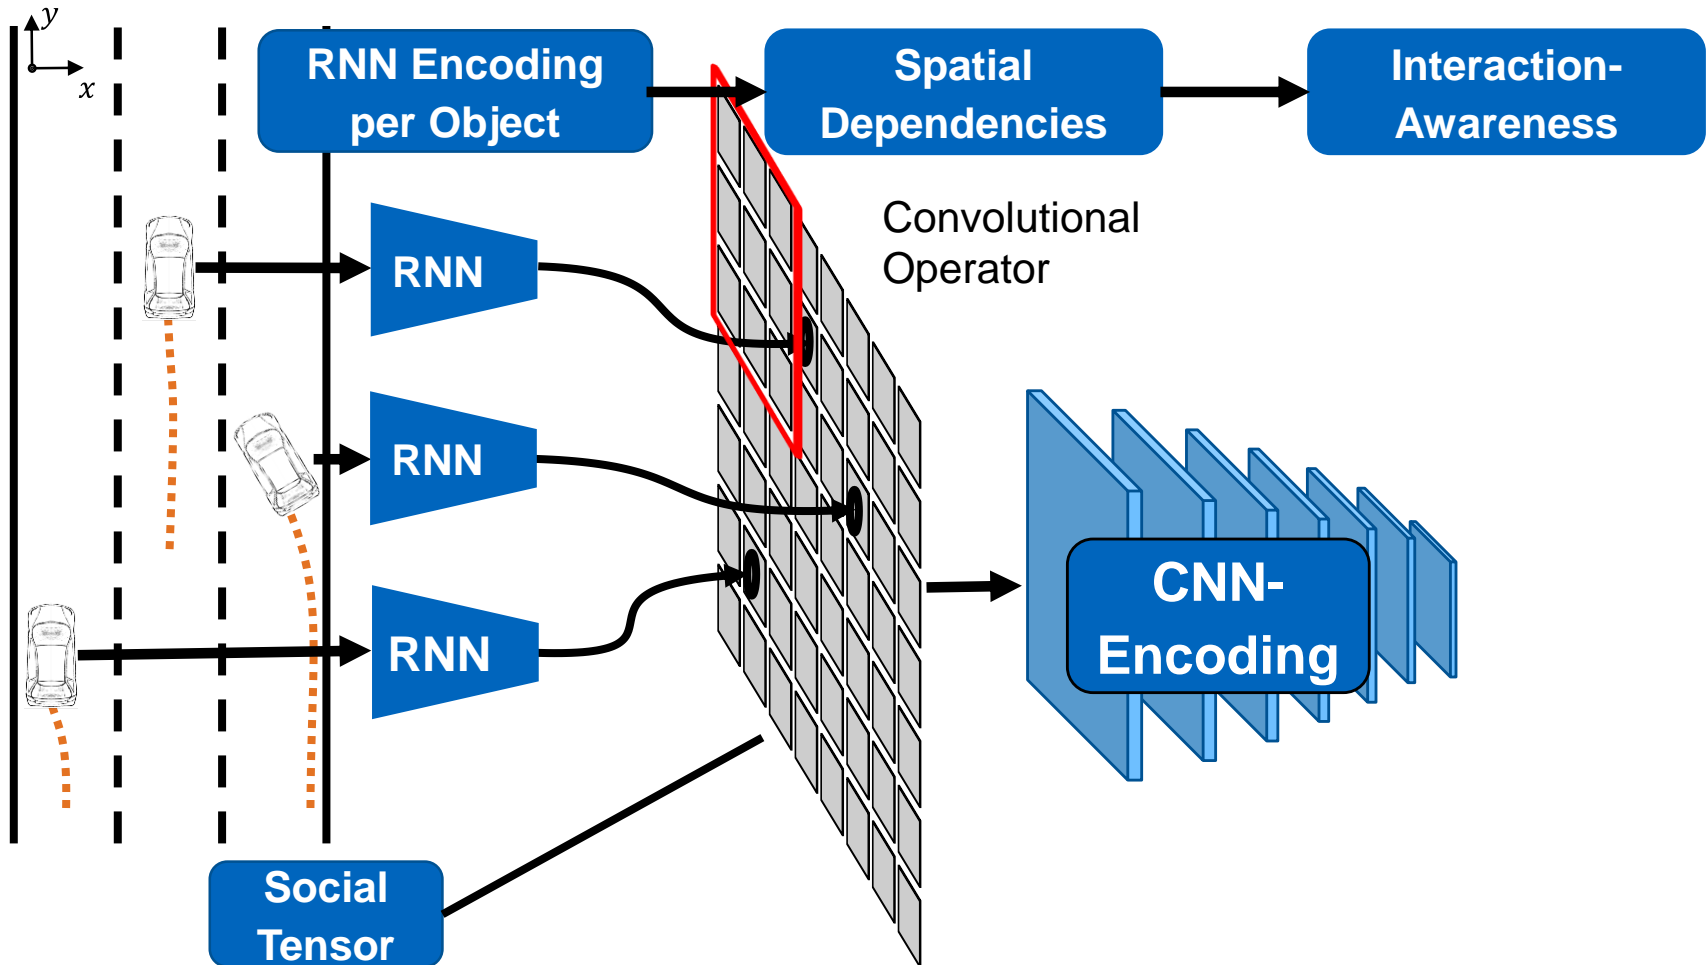 y
x
RNN Encoding
per Object
Spatial
Dependencies
Interaction-
Awareness
Convolutional
Operator
RNN
RNN
RNN
CNN-
Encoding
Social
Tensor